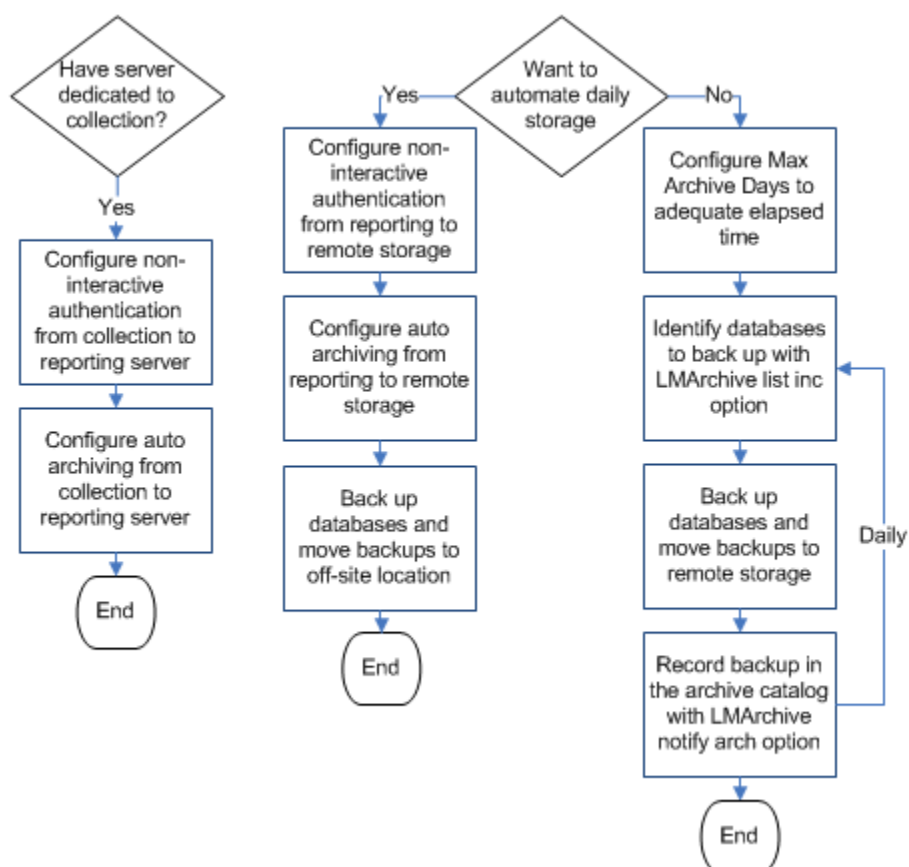 Have server
dedicated to
collection?
Yes
Configure non-
interactive
authentication
from collection to
reporting server
Configure auto
archiving from
collection to
reporting server
End
Want to
automate daily
storage
Yes
No
Configure non-
interactive
authentication
from reporting to
remote storage
Configure auto
archiving from
reporting to remote
storage
Back up
databases and
move backups to
off-site location
End
Configure Max
Archive Days to
adequate elapsed
time
Identify databases
to back up with
LMArchive list inc
option
Back up
databases and
move backups to
remote storage
Daily
Record backup in
the archive catalog
with LMArchive
notify arch option
End